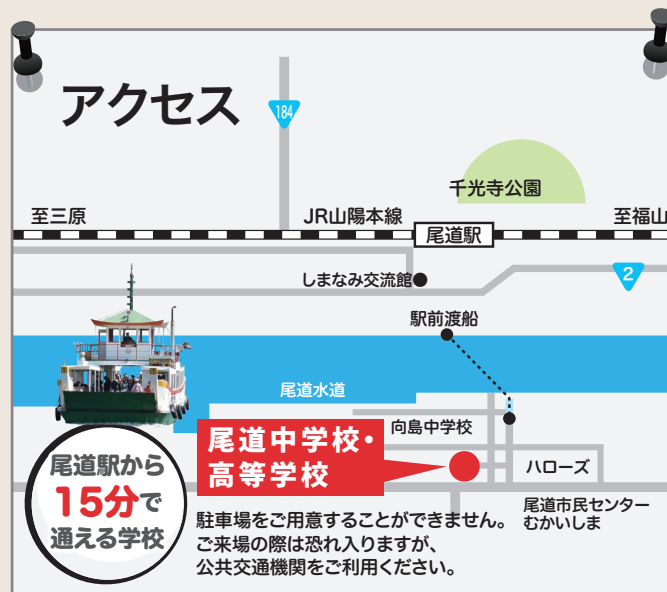 アクセス
184
千光寺公園
至三原
JR山陽本線
尾道駅
至福山
しまなみ交流館
2
駅前渡船
尾道水道
尾道中学校・
高等学校
向島中学校
ハローズ
尾道市民センター
むかいしま
尾道駅から
15分で
通える学校
駐車場をご用意することができません。
ご来場の際は恐れ入りますが、
公共交通機関をご利用ください。